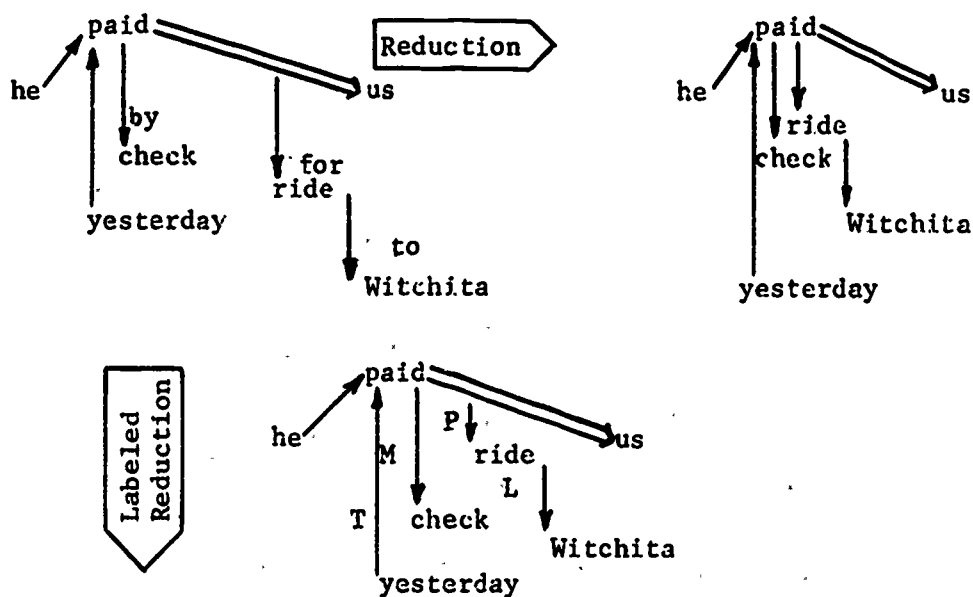 paid
he
us
by
check
for
ride
yesterday
to
Witchita
Reduction
paid
he
us
ride
check
Witchita
yesterday
Labeled
Reduction
paid
he
us
P
M
ride
L
T
check
Witchita
yesterday